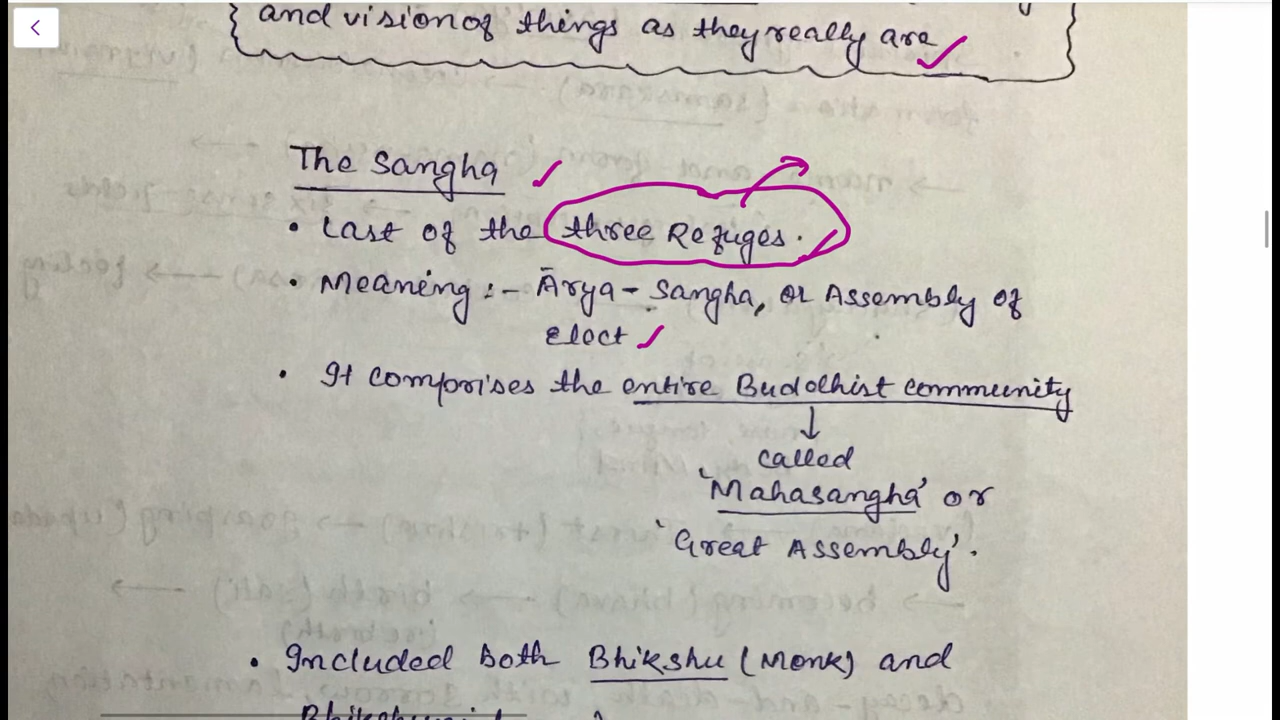 and vision of things as they really are
The Sangha
• Last of the three Refuges.
• Meaning :- Ārya - Sangha, or Assembly of
Elect
• It comprises the entire Buddhist community
↓
called
'Mahasangha' or
'Great Assembly'.
• Included both Bhikshu (Monk) and